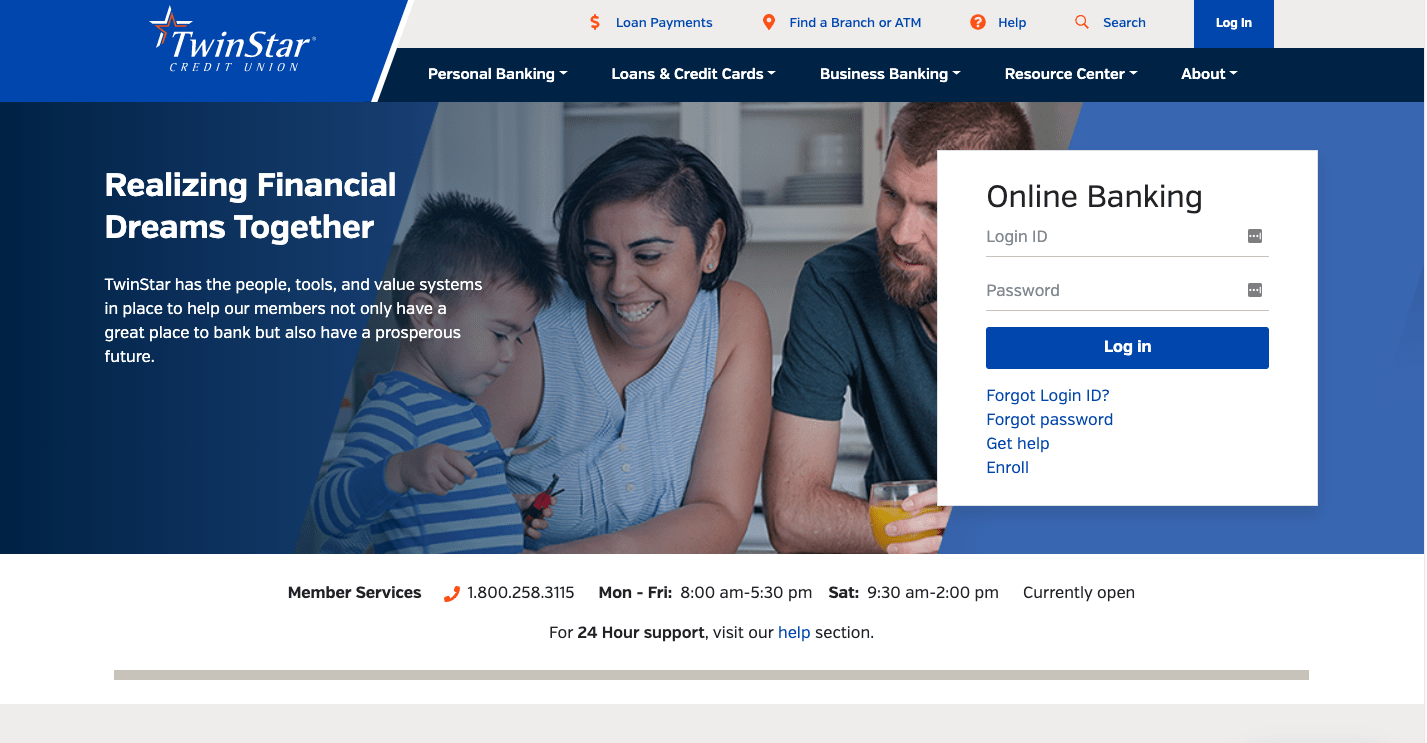 TwinStar®
CREDIT UNION
Loan Payments
Find a Branch or ATM
Help
Search
Log In
Personal Banking
Loans & Credit Cards
Business Banking
Resource Center
About
Realizing Financial
Dreams Together
TwinStar has the people, tools, and value systems
in place to help our members not only have a
great place to bank but also have a prosperous
future.
Online Banking
Login ID
Password
Log in
Forgot Login ID?
Forgot password
Get help
Enroll
Member Services 1.800.258.3115 Mon - Fri: 8:00 am-5:30 pm Sat: 9:30 am-2:00 pm Currently open
For 24 Hour support, visit our help section.